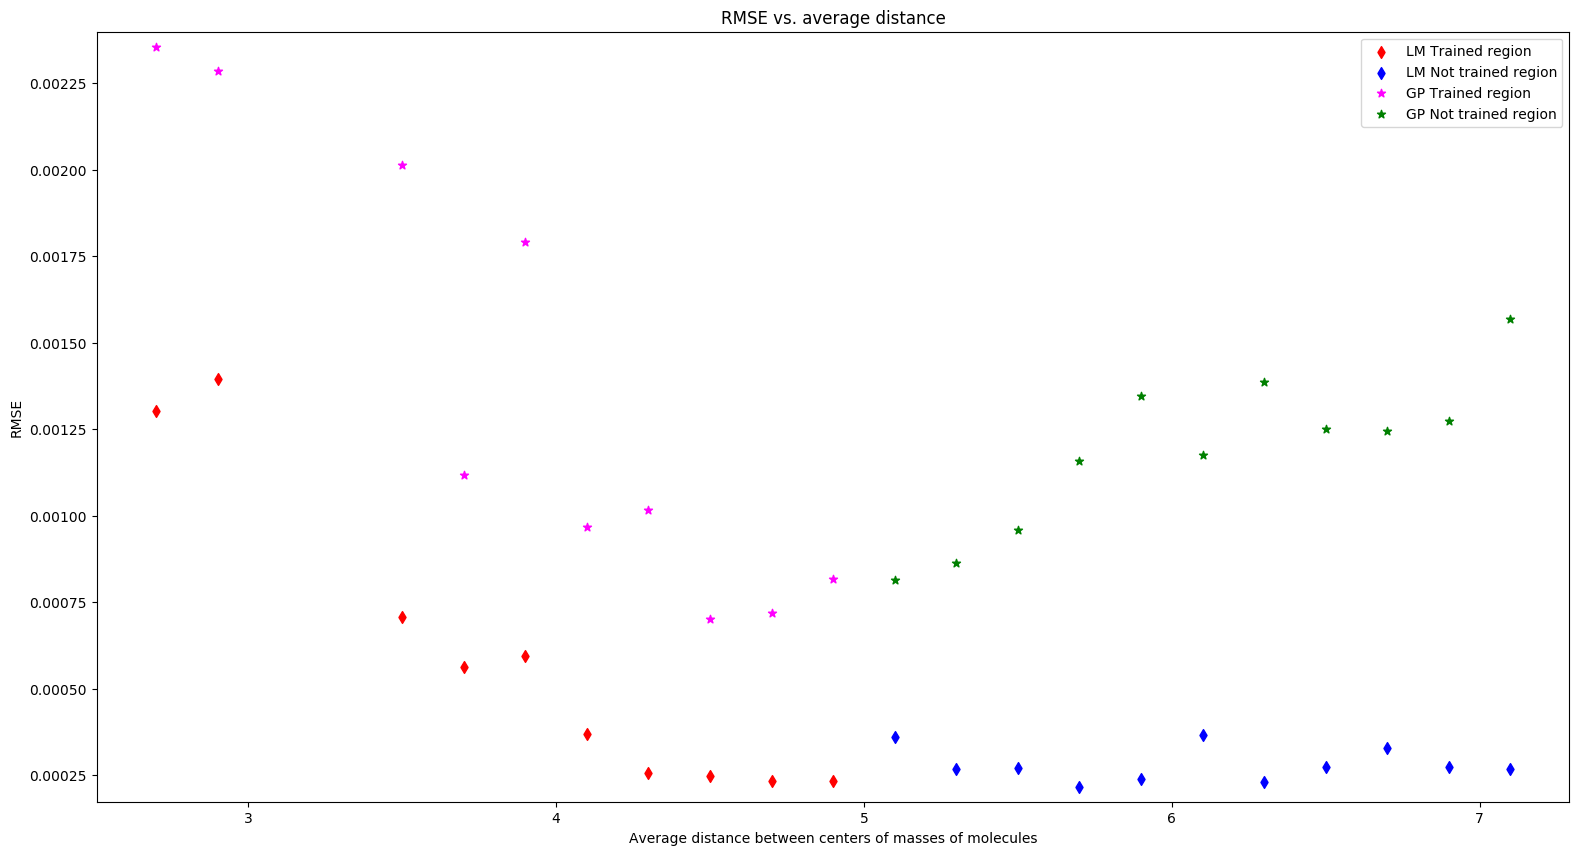 RMSE vs. average distance
LM Trained region
LM Not trained region
GP Trained region
GP Not trained region
RMSE
0.00225
0.00200
0.00175
0.00150
0.00125
0.00100
0.00075
0.00050
0.00025
3 4 5 6 7
Average distance between centers of masses of molecules